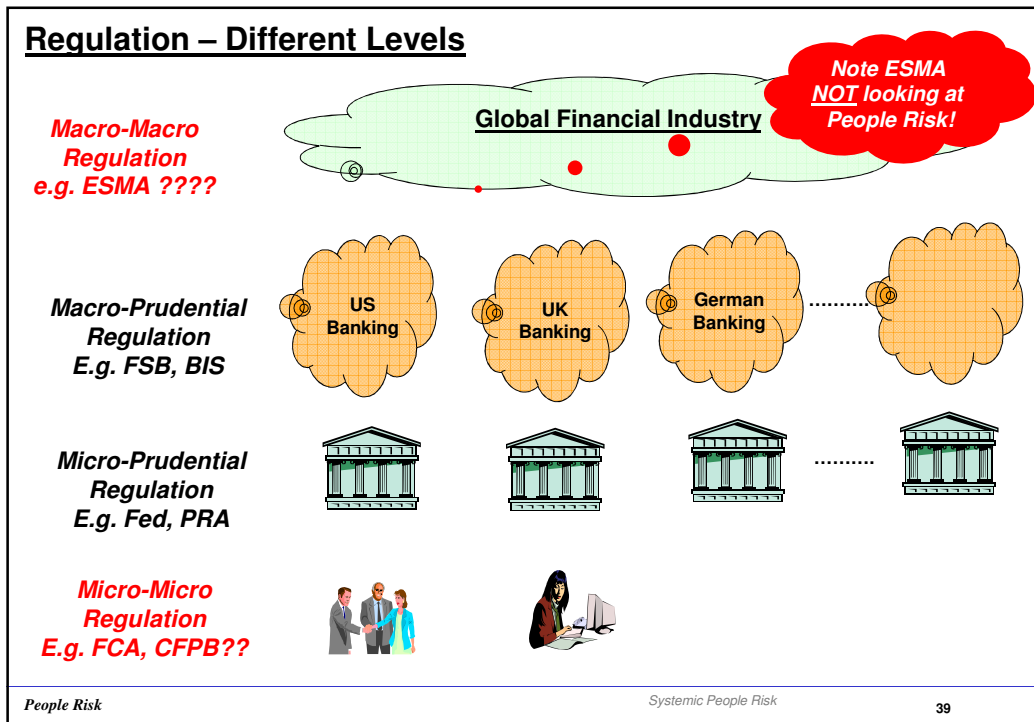 Regulation – Different Levels
Note ESMA
NOT looking at
People Risk!
Global Financial Industry
Macro-Macro
Regulation
e.g. ESMA ????
US
Banking
UK
Banking
German
Banking
..........
Macro-Prudential
Regulation
E.g. FSB, BIS
Micro-Prudential
Regulation
E.g. Fed, PRA
..........
Micro-Micro
Regulation
E.g. FCA, CFPB??
People Risk
Systemic People Risk
39